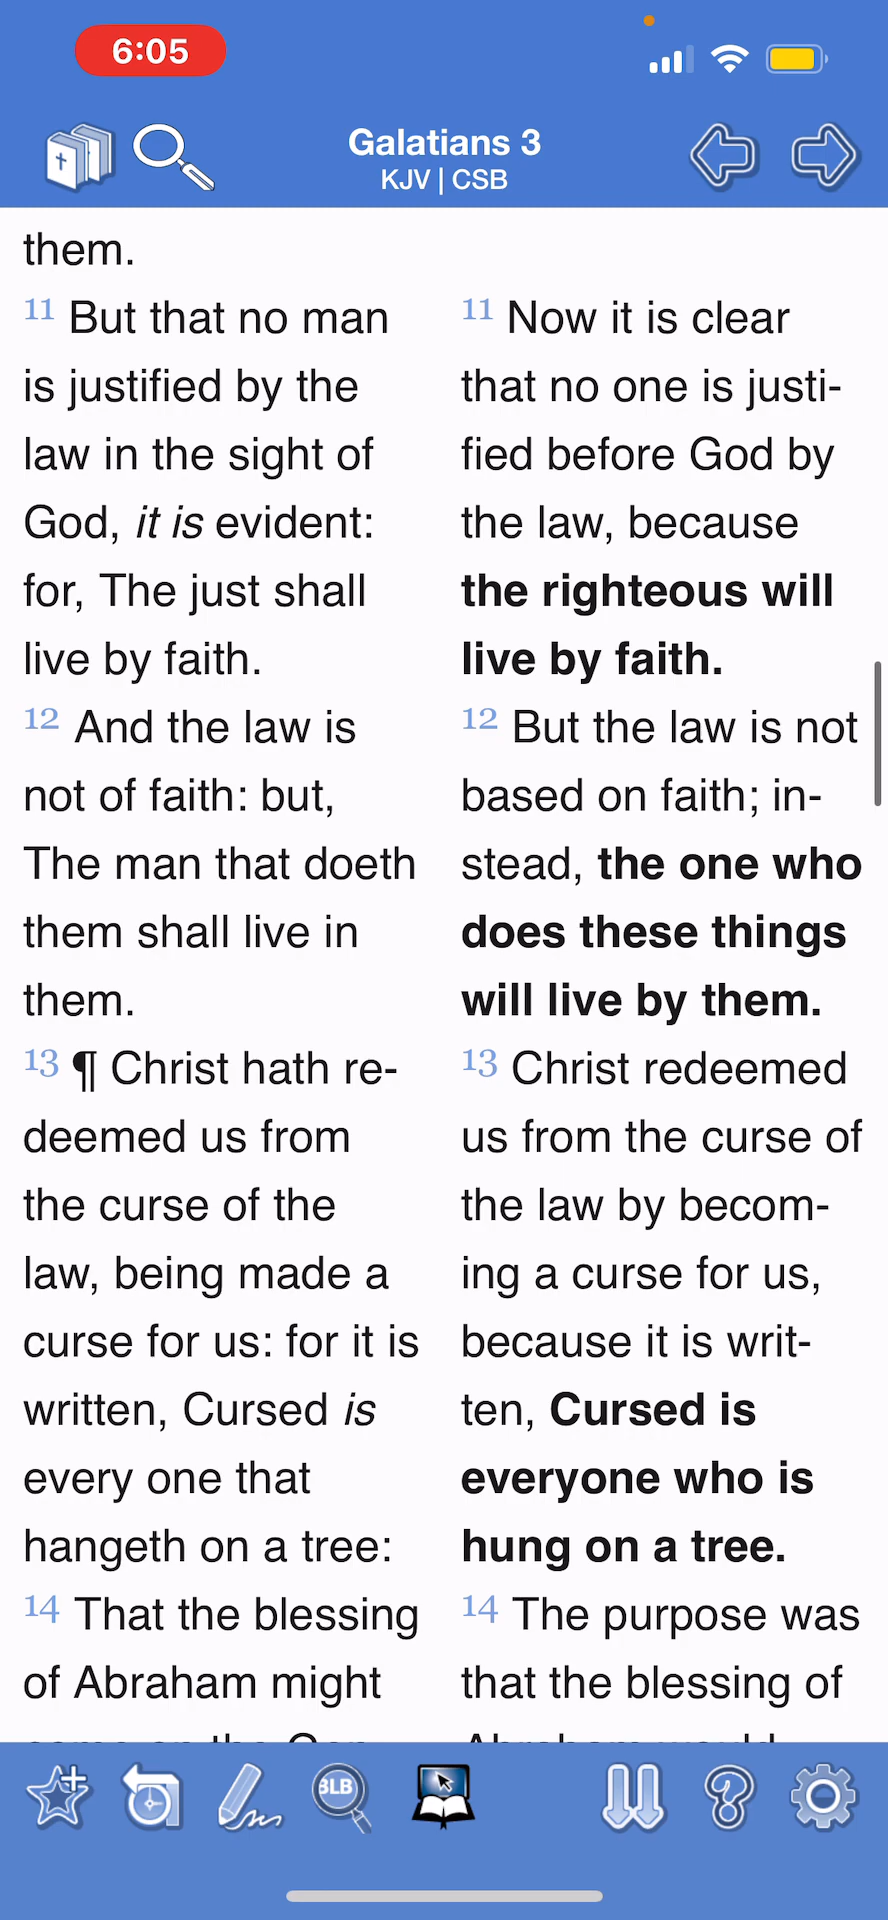 6:05
Galatians 3
KJV | CSB
them.
11 But that no man
is justified by the
law in the sight of
God, it is evident:
for, The just shall
live by faith.
12 And the law is
not of faith: but,
The man that doeth
them shall live in
them.
13 ¶ Christ hath re-
deemed us from
the curse of the
law, being made a
curse for us: for it is
written, Cursed is
every one that
hangeth on a tree:
14 That the blessing
of Abraham might
11 Now it is clear
that no one is justi-
fied before God by
the law, because
the righteous will
live by faith.
12 But the law is not
based on faith; in-
stead, the one who
does these things
will live by them.
13 Christ redeemed
us from the curse of
the law by becom-
ing a curse for us,
because it is writ-
ten, Cursed is
everyone who is
hung on a tree.
14 The purpose was
that the blessing of
BLB